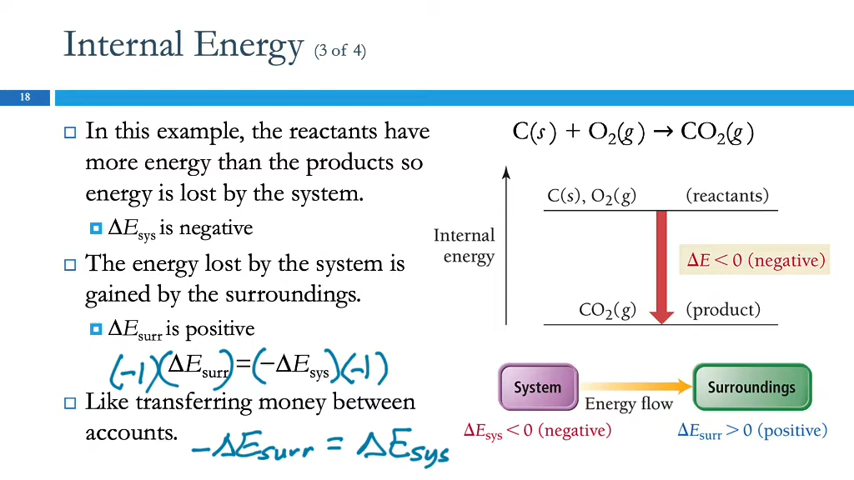 Internal Energy (3 of 4)
18
□ In this example, the reactants have
more energy than the products so
energy is lost by the system.
□ ΔE_sys is negative
□ The energy lost by the system is
gained by the surroundings.
□ ΔE_surr is positive
(-1)(ΔE_surr)=(-ΔE_sys)(-1)
□ Like transferring money between
accounts.
-ΔE_surr = ΔE_sys
C(s) + O₂(g) → CO₂(g)
Internal
energy
C(s), O₂(g) (reactants)
ΔE < 0 (negative)
CO₂(g) (product)
System
Energy flow
Surroundings
ΔE_sys < 0 (negative)
ΔE_surr > 0 (positive)